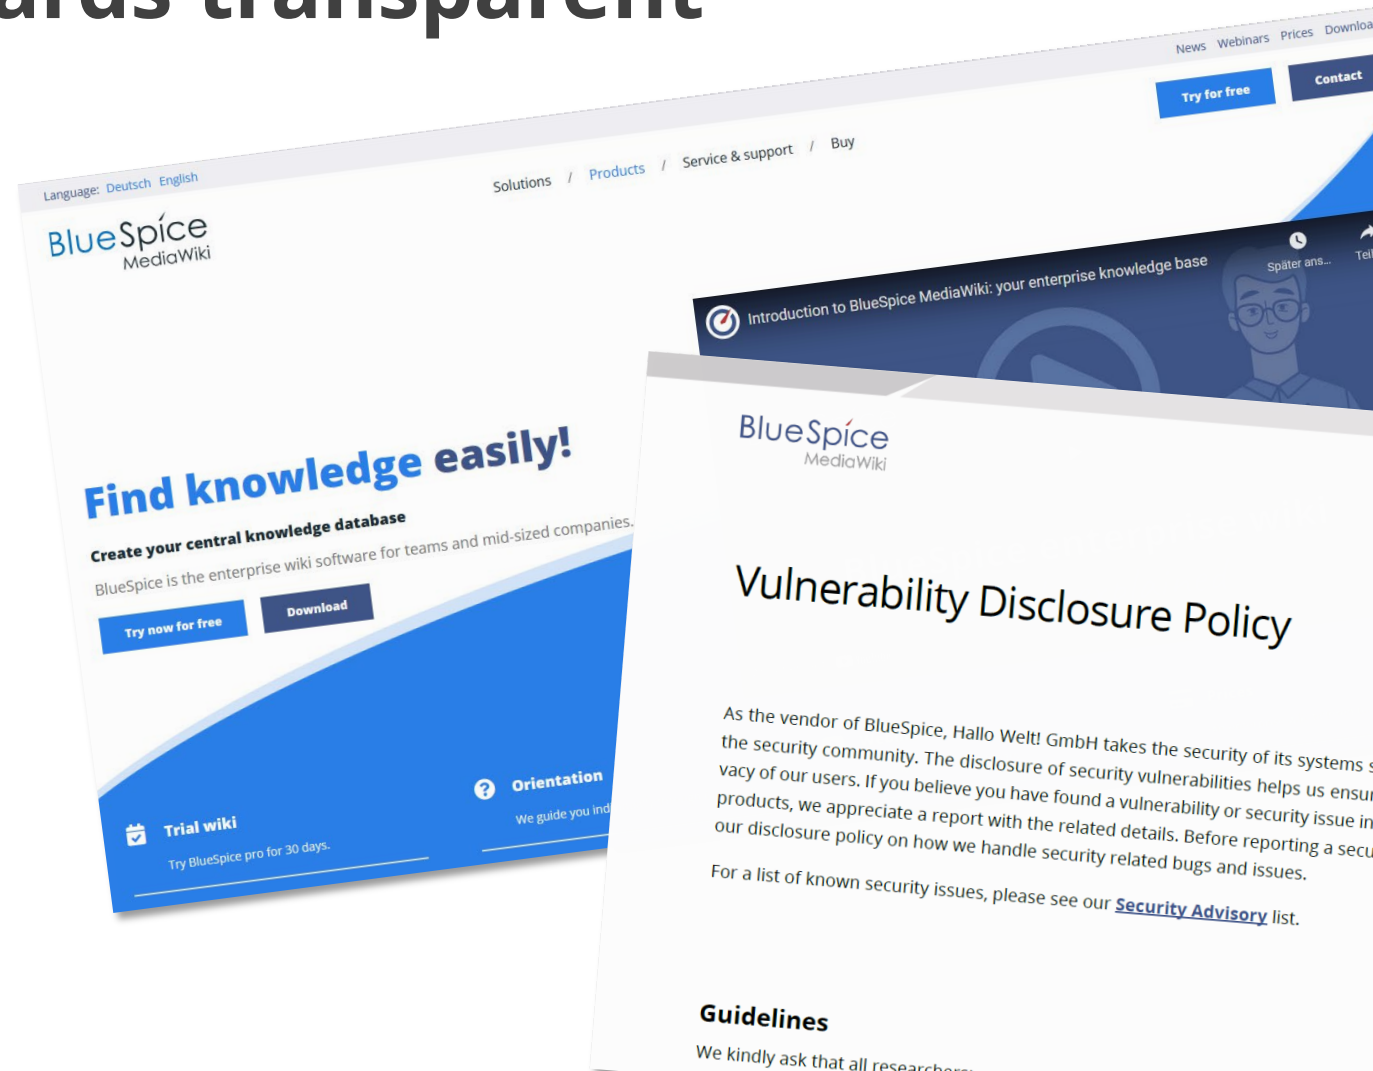 transparent
News Webinars Prices
Try for free
Contact
Language: Deutsch English
Solutions / Products / Service & support / Buy
BlueSpice
MediaWiki
Introduction to BlueSpice MediaWiki: your enterprise knowledge base
Später ans...
Find knowledge easily!
Create your central knowledge database
BlueSpice is the enterprise wiki software for teams and mid-sized companies.
Try now for free
Download
Trial wiki
Try BlueSpice pro for 30 days.
Orientation
We guide you
BlueSpice
MediaWiki
Vulnerability Disclosure Policy
As the vendor of BlueSpice, Hallo Welt! GmbH takes the security of its systems
the security community. The disclosure of security vulnerabilities helps us
vacy of our users. If you believe you have found a vulnerability or security issue in
products, we appreciate a report with the related details. Before reporting a
our disclosure policy on how we handle security related bugs and issues.
For a list of known security issues, please see our Security Advisory list.
Guidelines
We kindly ask that all